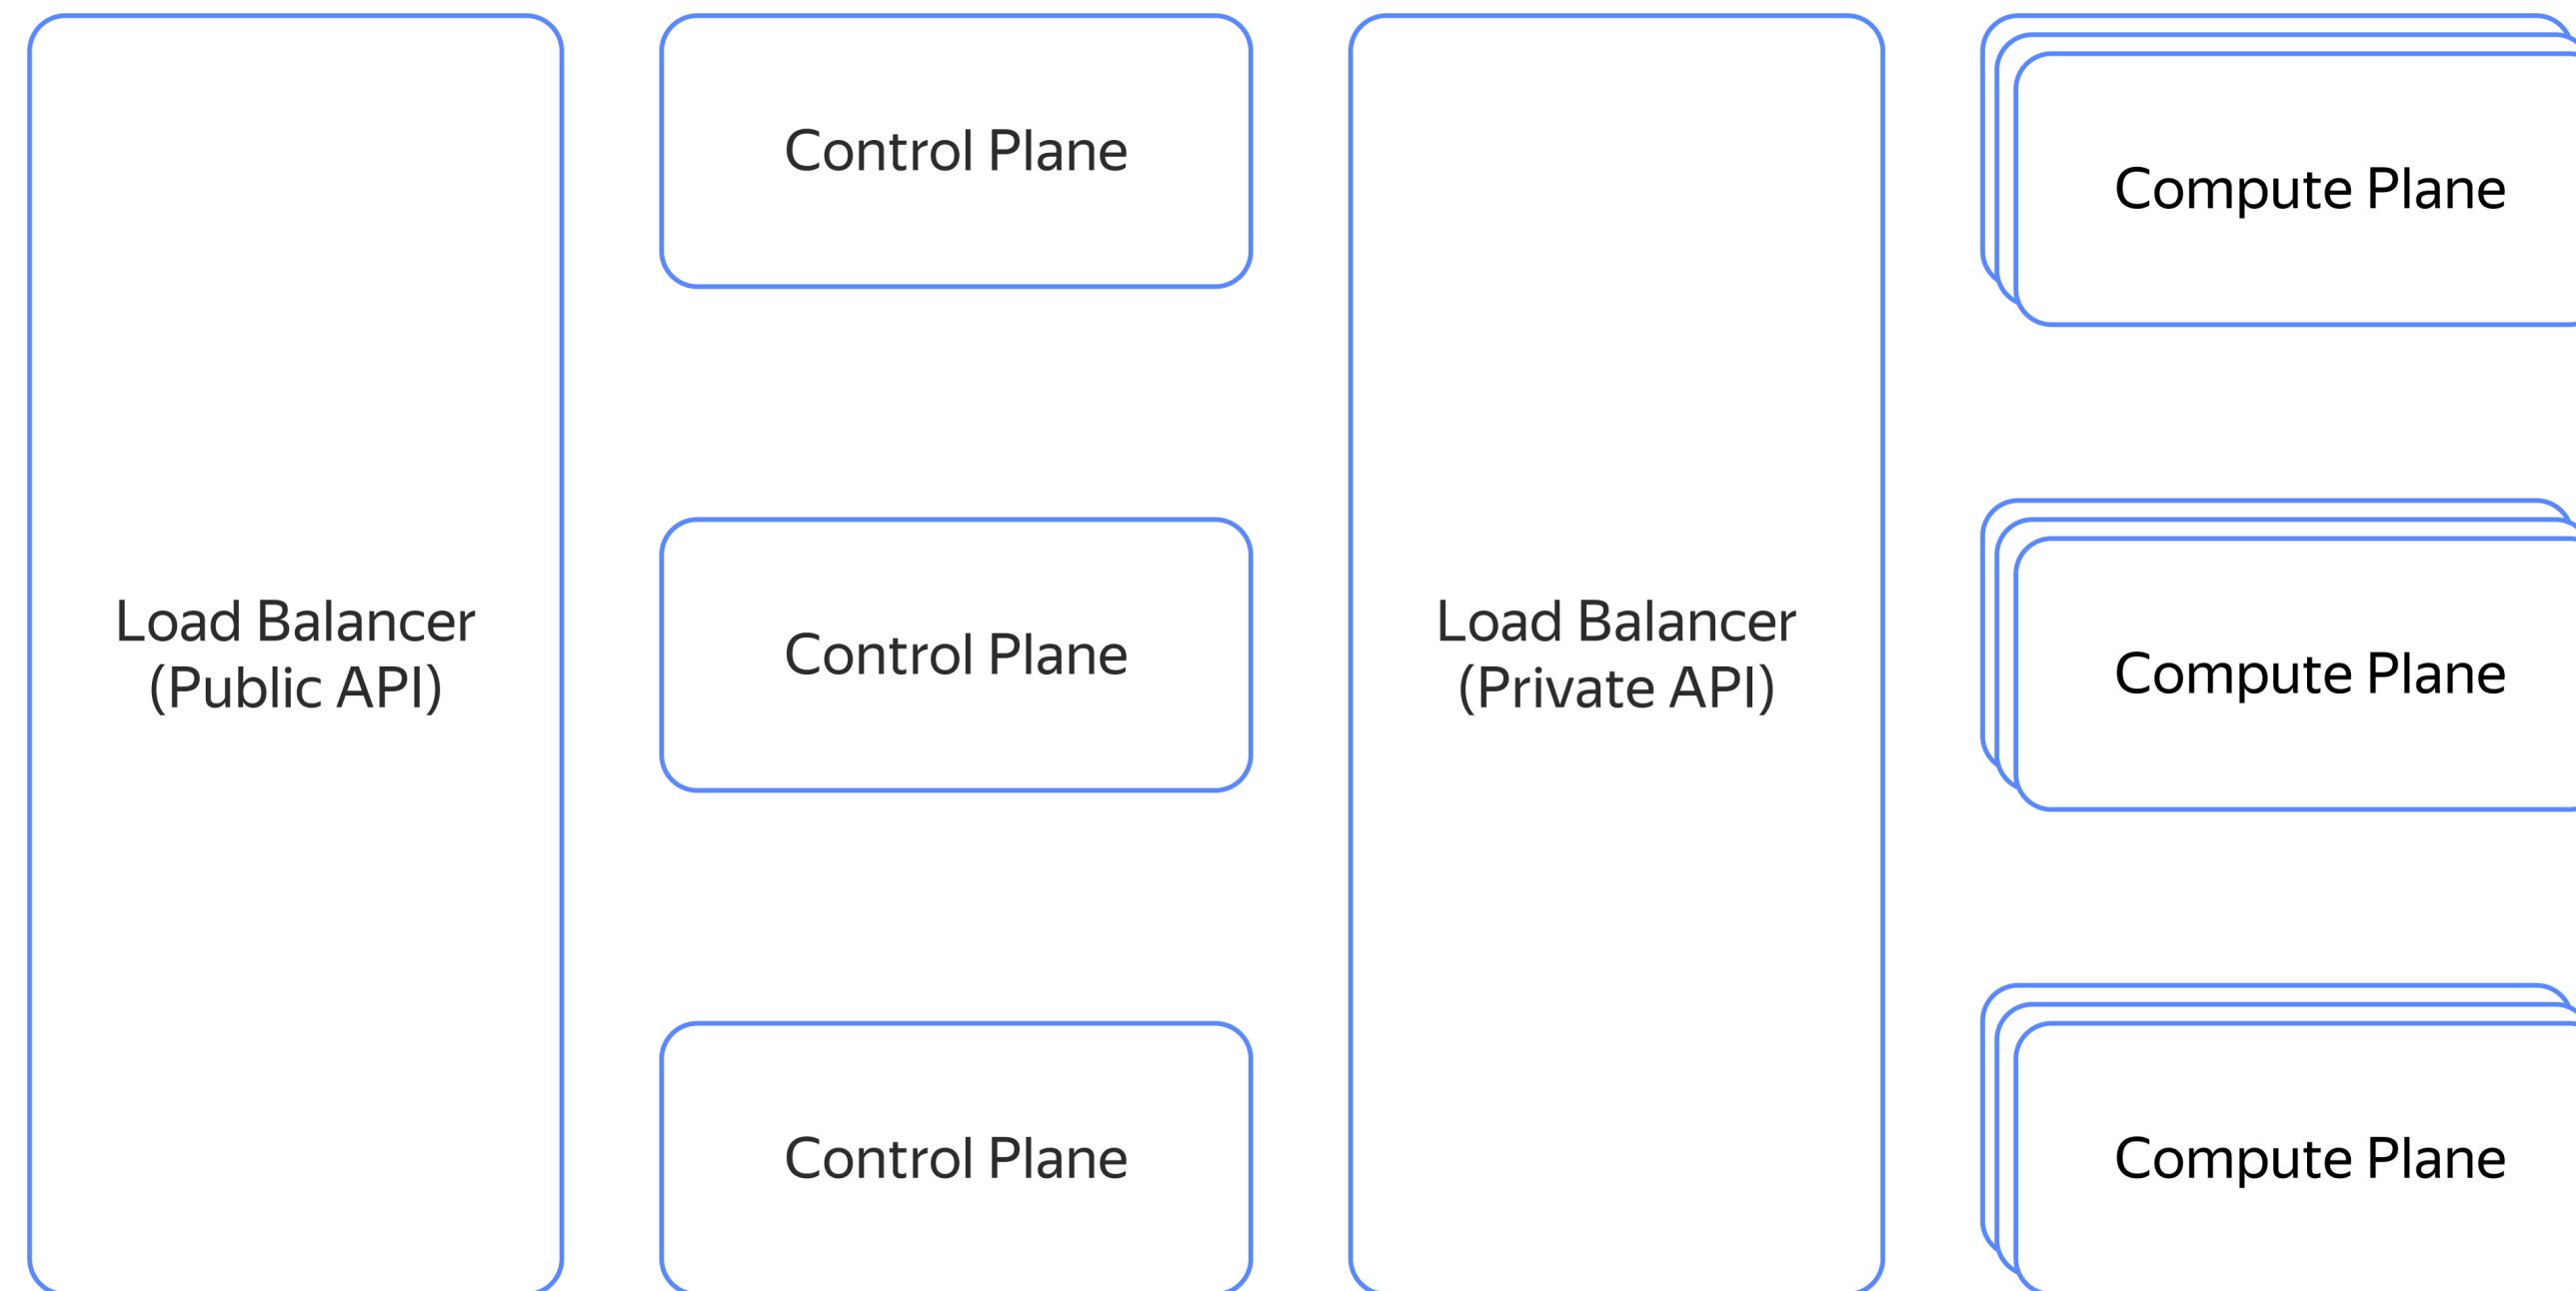 Load Balancer
(Public API)
Control Plane
Control Plane
Control Plane
Load Balancer
(Private API)
Compute Plane
Compute Plane
Compute Plane